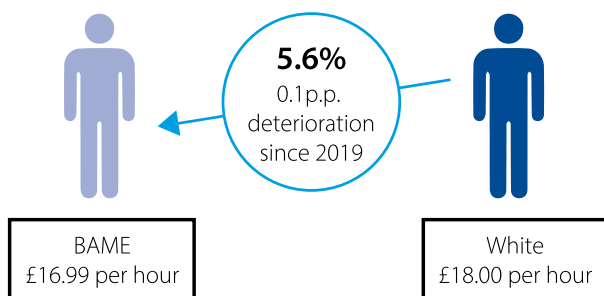 5.6%
0.1p.p.
deterioration
since 2019
BAME
£16.99 per hour
White
£18.00 per hour